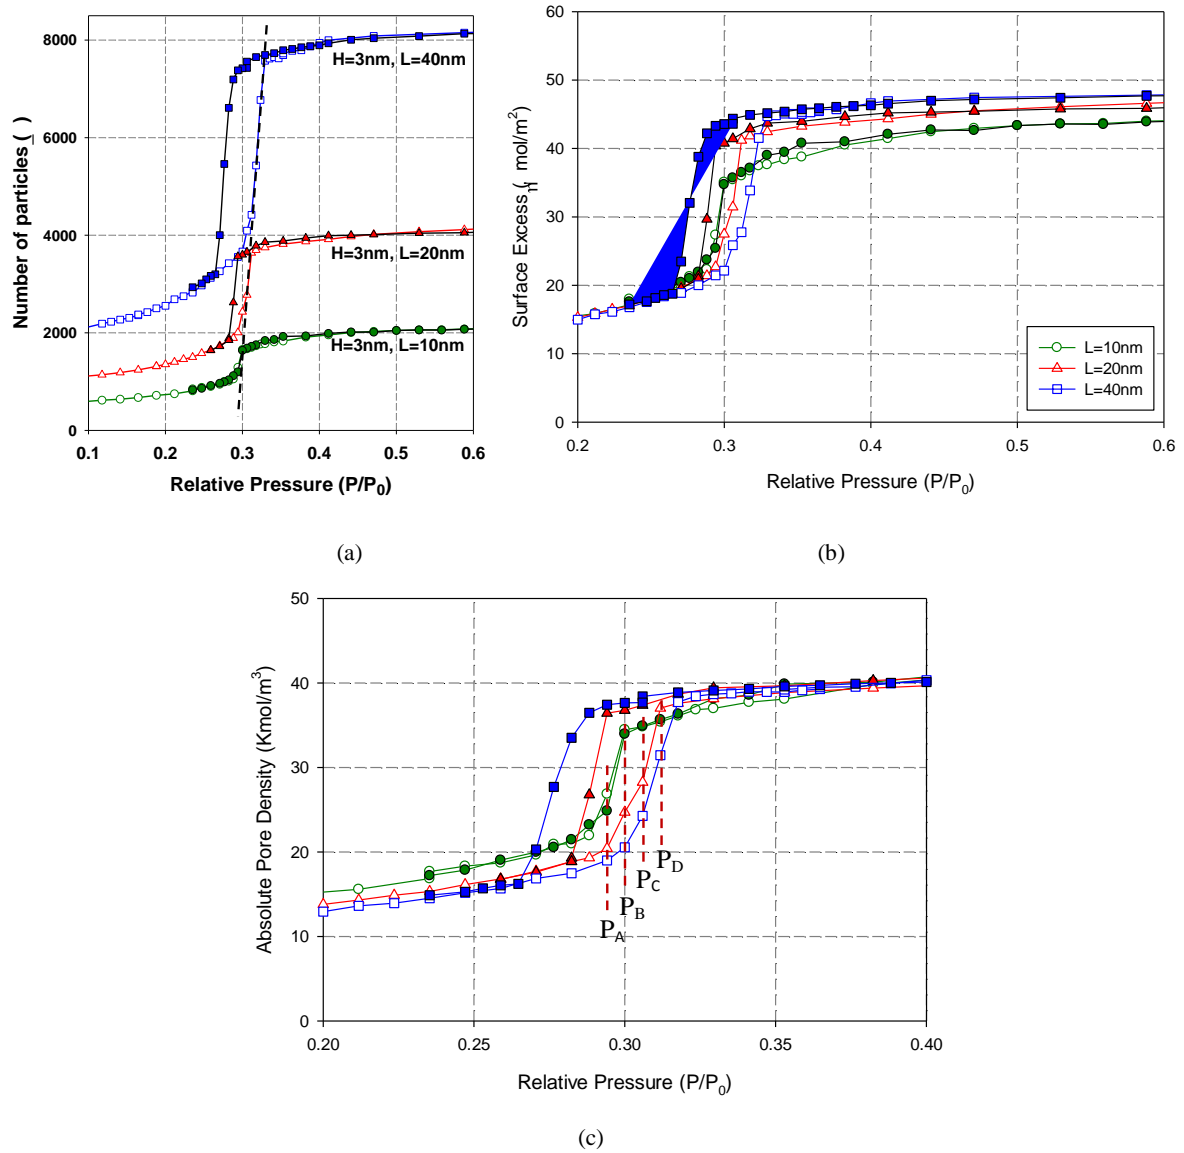 8000
6000
4000
2000
0
Number of particles ( )
H=3nm, L=40nm
H=3nm, L=20nm
H=3nm, L=10nm
0.1 0.2 0.3 0.4 0.5 0.6
Relative Pressure (P/P0)
(a)
60
50
40
30
20
10
0
Surface Excess ( mol/m2)
L=10nm
L=20nm
L=40nm
0.2 0.3 0.4 0.5 0.6
Relative Pressure (P/P0)
(b)
50
40
30
20
10
0
Absolute Pore Density (Kmol/m3)
PD
PC
PB
PA
0.20 0.25 0.30 0.35 0.40
Relative Pressure (P/P0)
(c)